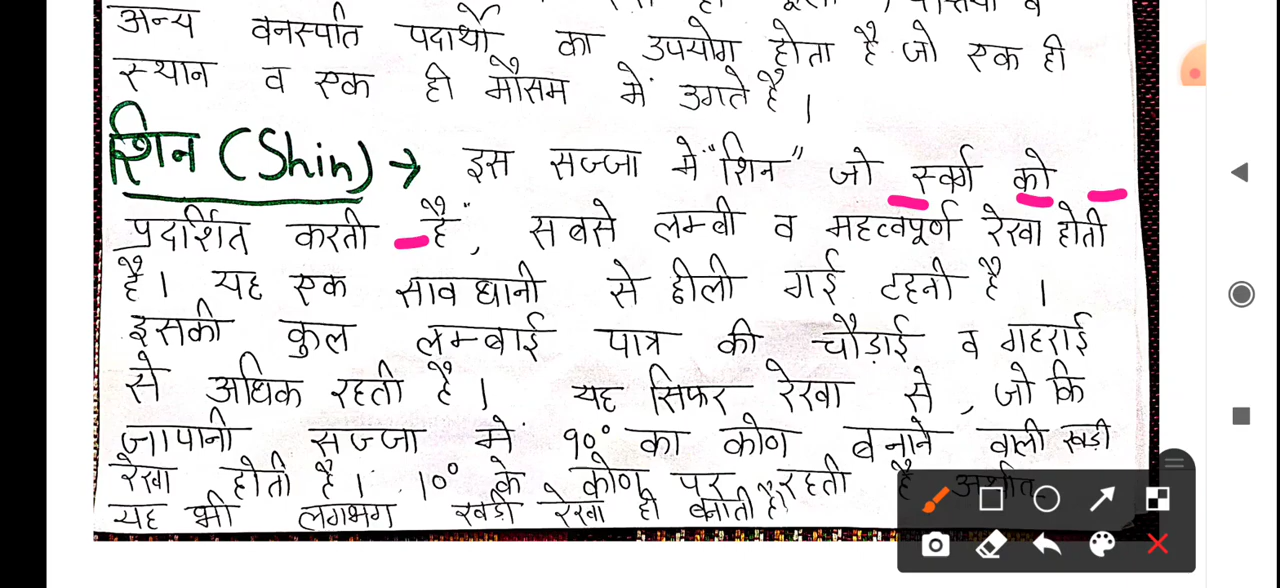 अन्य वनस्पति पदार्थो का उपयोग होता है जो एक ही
स्थान व एक ही मौसम में उगते है ।
शिन (Shin) → इस सज्जा में "शिन" जो स्वर्ग को
प्रदर्शित करती है", सबसे लम्बी व महत्वपूर्ण रेखा होती
है । यह एक सावधानी से छीली गई टहनी है ।
इसकी कुल लम्बाई पात्र की चौड़ाई व गहराई
से अधिक रहती है । यह सिफर रेखा से , जो कि
जापानी सज्जा में ९०° का कोण बनाने वाली खड़ी
रेखा होती है । १०° के कोण पर रहती है अर्थात
यह भी लगभग खड़ी रेखा ही बनाती है।